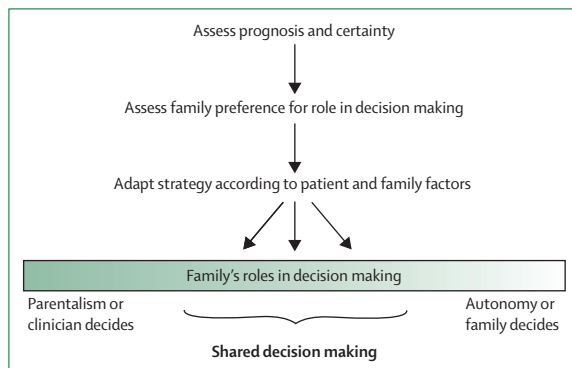 Assess prognosis and certainty
Assess family preference for role in decision making
Adapt strategy according to patient and family factors
Family’s roles in decision making
Parentalism or
clinician decides
Autonomy or
family decides
Shared decision making